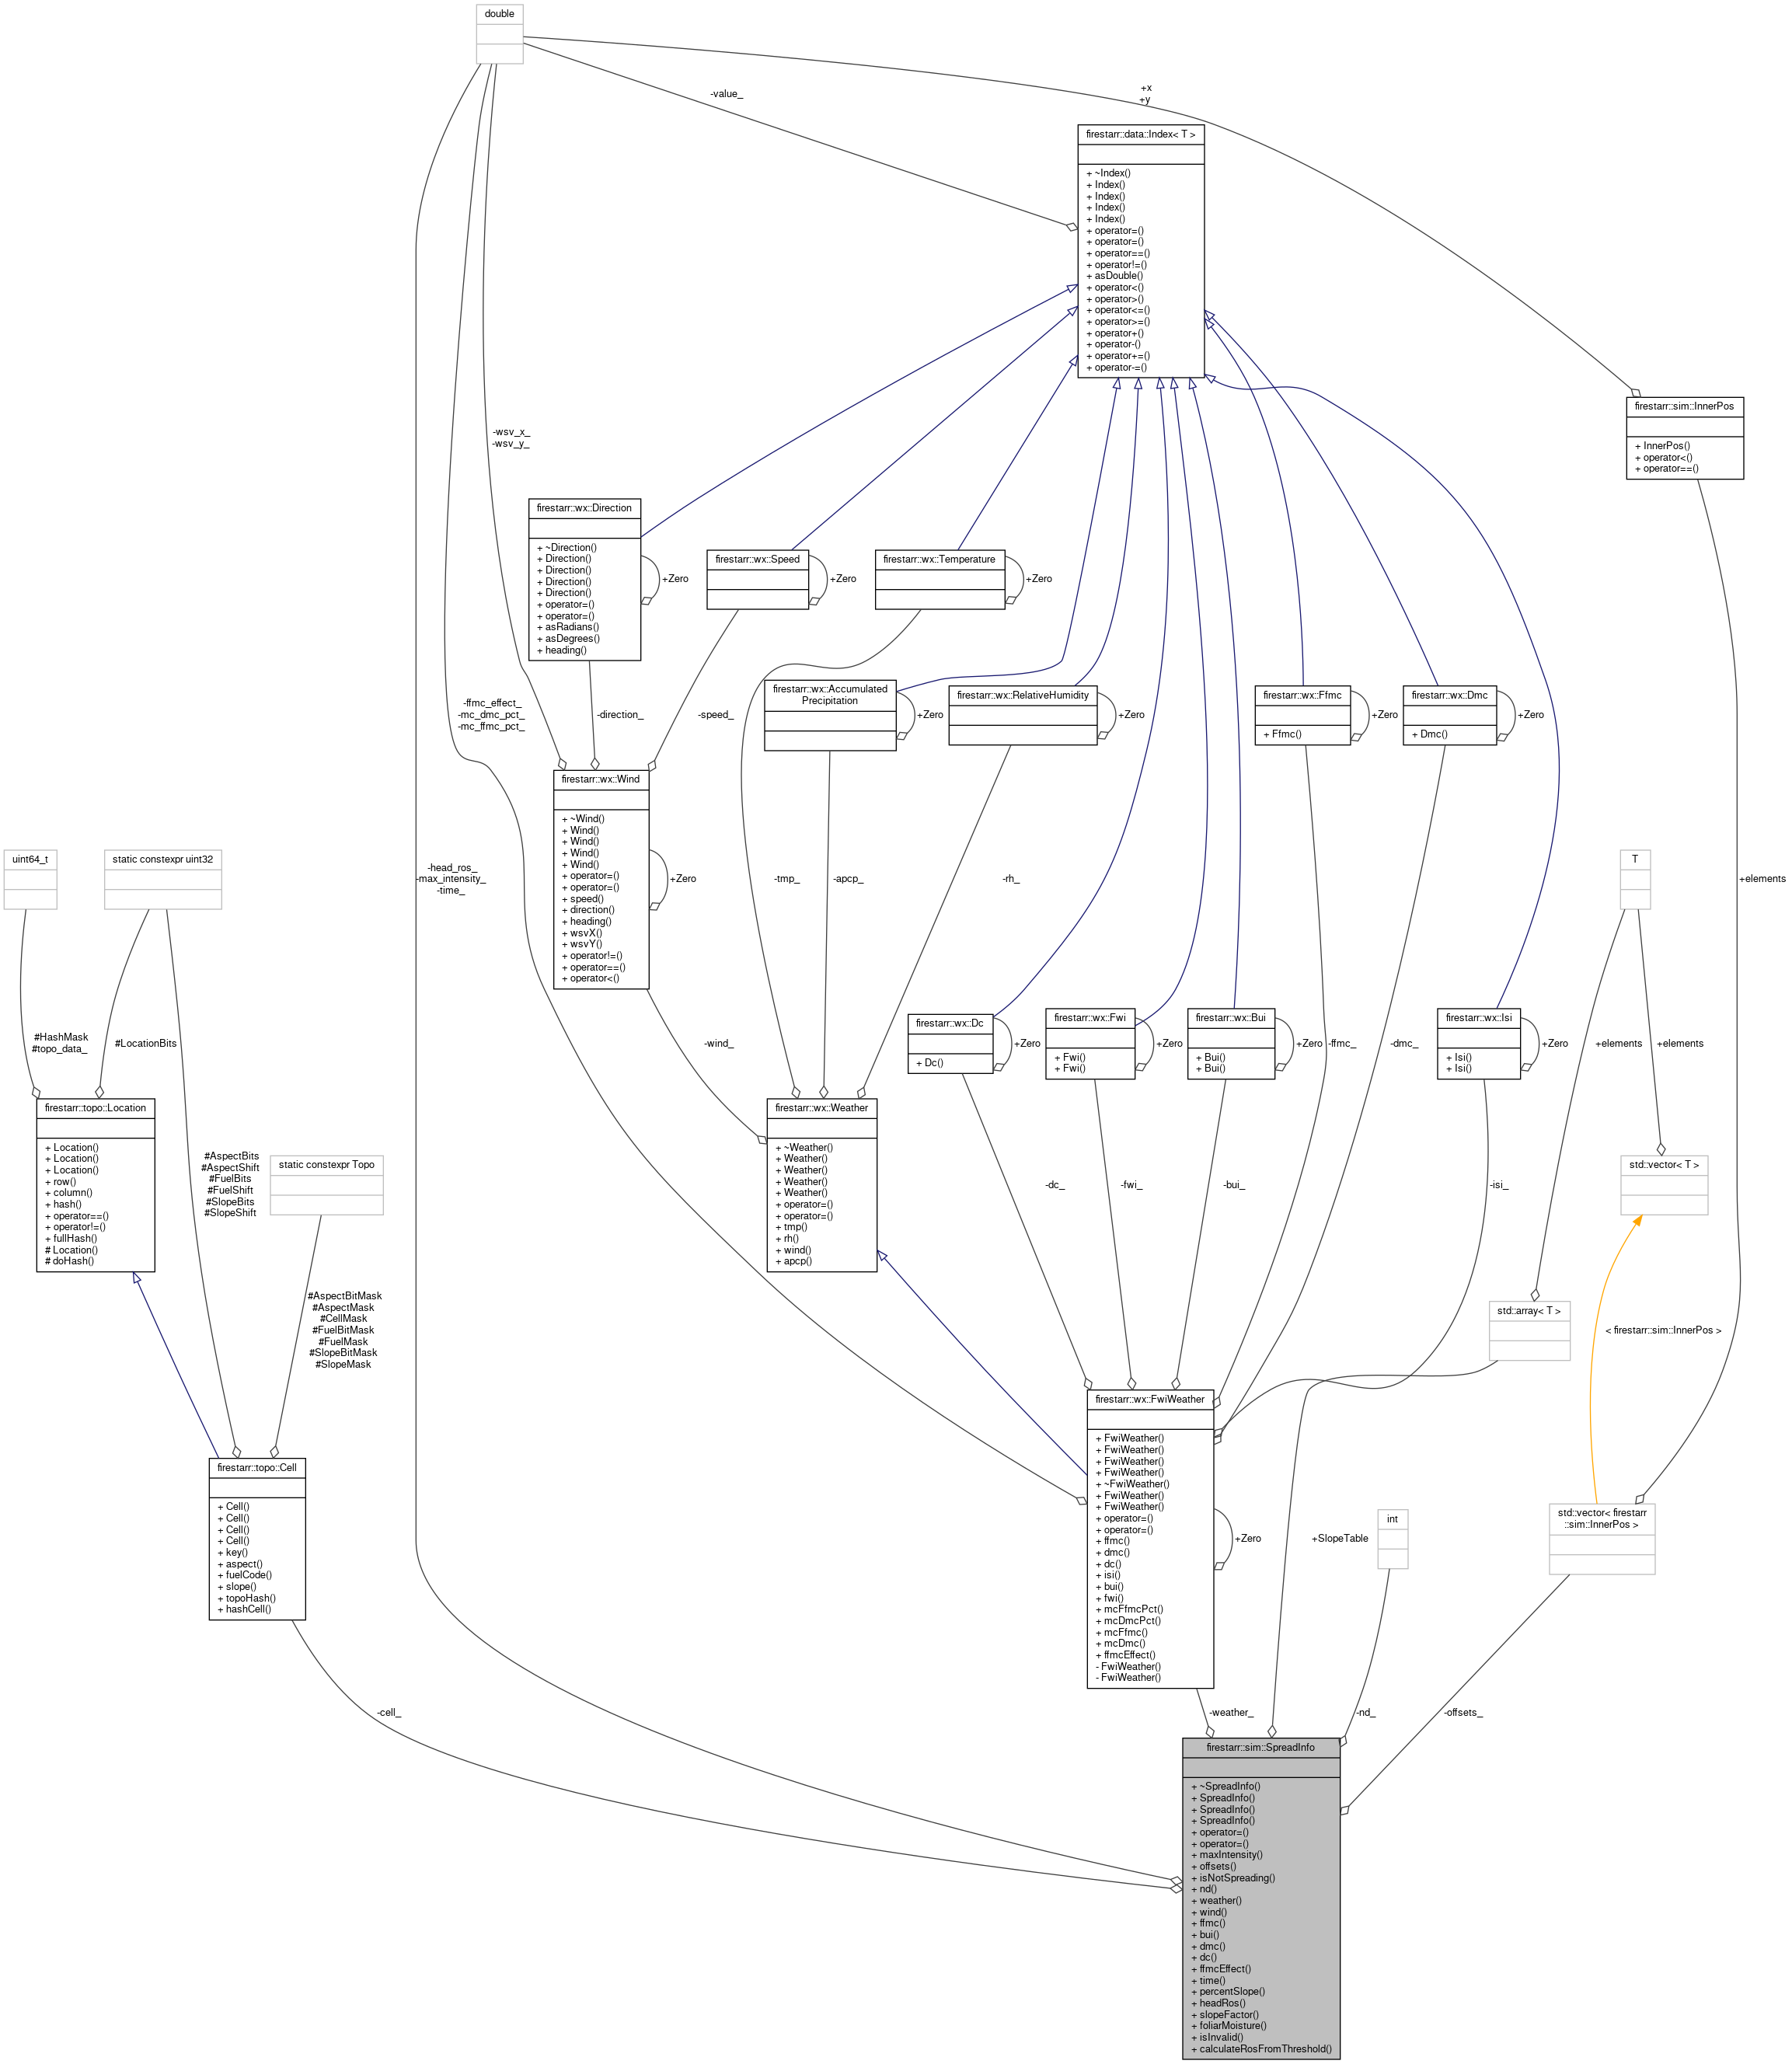 double
-value_
+x
+y
firestarr::data::Index< T >
+ ~Index()
+ Index()
+ Index()
+ Index()
+ Index()
+ operator=()
+ operator=()
+ operator==()
+ operator!=()
+ asDouble()
+ operator<()
+ operator>()
+ operator<=()
+ operator>=()
+ operator+()
+ operator-()
+ operator+=()
+ operator-=()
firestarr::sim::InnerPos
+ InnerPos()
+ operator<()
+ operator==()
-wsv_x_
-wsv_y_
firestarr::wx::Direction
+ ~Direction()
+ Direction()
+ Direction()
+ Direction()
+ Direction()
+ operator=()
+ operator=()
+ asRadians()
+ asDegrees()
+ heading()
+Zero
firestarr::wx::Speed
+Zero
firestarr::wx::Temperature
+Zero
-ffmc_effect_
-mc_dmc_pct_
-mc_ffmc_pct_
-direction_
-speed_
firestarr::wx::Accumulated
Precipitation
+Zero
firestarr::wx::RelativeHumidity
+Zero
firestarr::wx::Ffmc
+ Ffmc()
+Zero
firestarr::wx::Dmc
+ Dmc()
+Zero
firestarr::wx::Wind
+ ~Wind()
+ Wind()
+ Wind()
+ Wind()
+ Wind()
+ operator=()
+ operator=()
+ speed()
+ direction()
+ heading()
+ wsvX()
+ wsvY()
+ operator!=()
+ operator==()
+ operator<()
+Zero
uint64_t
static constexpr uint32
-head_ros_
-max_intensity_
-time_
-tmp_
-apcp_
-rh_
T
+elements
#HashMask
#topo_data_
#LocationBits
-wind_
firestarr::wx::Dc
+ Dc()
+Zero
firestarr::wx::Fwi
+ Fwi()
+ Fwi()
+Zero
firestarr::wx::Bui
+ Bui()
+ Bui()
+Zero
-ffmc_
-dmc_
firestarr::wx::Isi
+ Isi()
+ Isi()
+Zero
+elements
+elements
firestarr::topo::Location
+ Location()
+ Location()
+ Location()
+ row()
+ column()
+ hash()
+ operator==()
+ operator!=()
+ fullHash()
# Location()
# doHash()
#AspectBits
#AspectShift
#FuelBits
#FuelShift
#SlopeBits
#SlopeShift
static constexpr Topo
firestarr::wx::Weather
+ ~Weather()
+ Weather()
+ Weather()
+ Weather()
+ Weather()
+ operator=()
+ operator=()
+ tmp()
+ rh()
+ wind()
+ apcp()
-dc_
-fwi_
-bui_
-isi_
std::vector< T >
#AspectBitMask
#AspectMask
#CellMask
#FuelBitMask
#FuelMask
#SlopeBitMask
#SlopeMask
std::array< T >
< firestarr::sim::InnerPos >
firestarr::topo::Cell
+ Cell()
+ Cell()
+ Cell()
+ Cell()
+ key()
+ aspect()
+ fuelCode()
+ slope()
+ topoHash()
+ hashCell()
firestarr::wx::FwiWeather
+ FwiWeather()
+ FwiWeather()
+ FwiWeather()
+ FwiWeather()
+ ~FwiWeather()
+ FwiWeather()
+ FwiWeather()
+ operator=()
+ operator=()
+ ffmc()
+ dmc()
+ dc()
+ isi()
+ bui()
+ fwi()
+ mcFfmcPct()
+ mcDmcPct()
+ mcFfmc()
+ mcDmc()
+ ffmcEffect()
- FwiWeather()
- FwiWeather()
+Zero
+SlopeTable
int
std::vector< firestarr
::sim::InnerPos >
-cell_
-weather_
-nd_
-offsets_
firestarr::sim::SpreadInfo
+ ~SpreadInfo()
+ SpreadInfo()
+ SpreadInfo()
+ SpreadInfo()
+ operator=()
+ operator=()
+ maxIntensity()
+ offsets()
+ isNotSpreading()
+ nd()
+ weather()
+ wind()
+ ffmc()
+ bui()
+ dmc()
+ dc()
+ ffmcEffect()
+ time()
+ percentSlope()
+ headRos()
+ slopeFactor()
+ foliarMoisture()
+ isInvalid()
+ calculateRosFromThreshold()